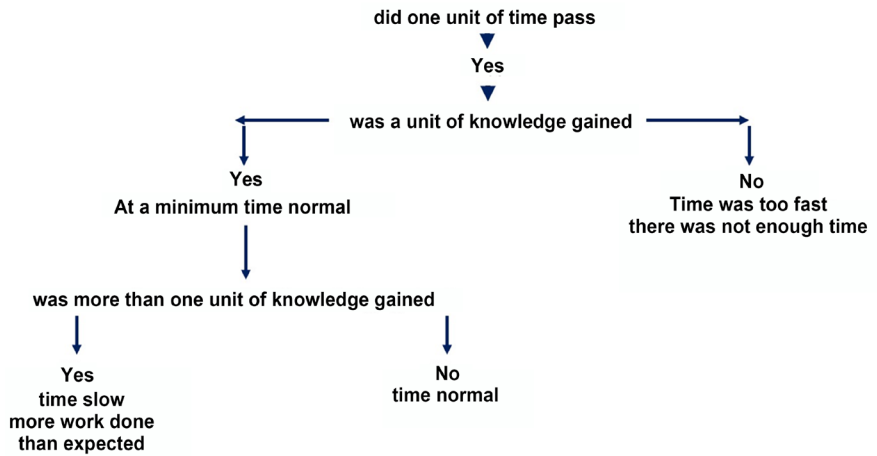 did one unit of time pass
Yes
was a unit of knowledge gained
Yes
At a minimum time normal
No
Time was too fast
there was not enough time
was more than one unit of knowledge gained
Yes
time slow
more work done
than expected
No
time normal